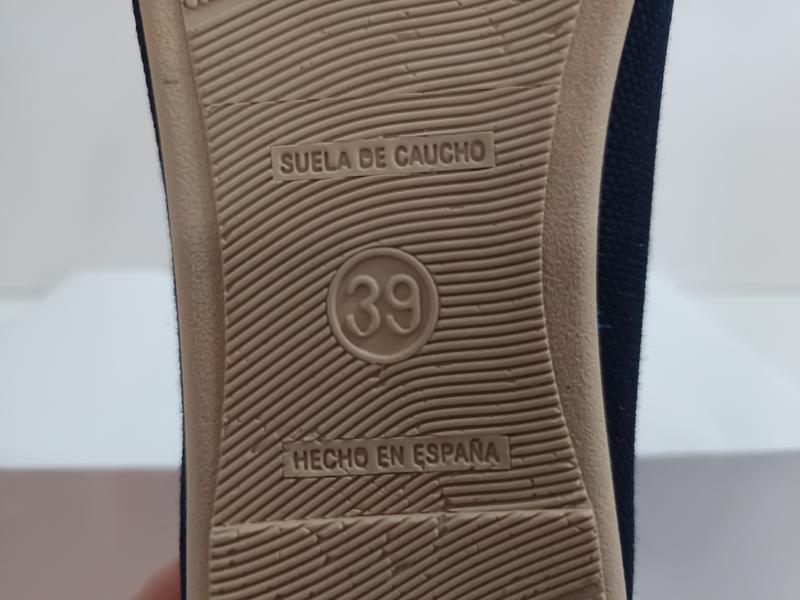 SUELA DE CAUCHO
39
HECHO EN ESPAÑA